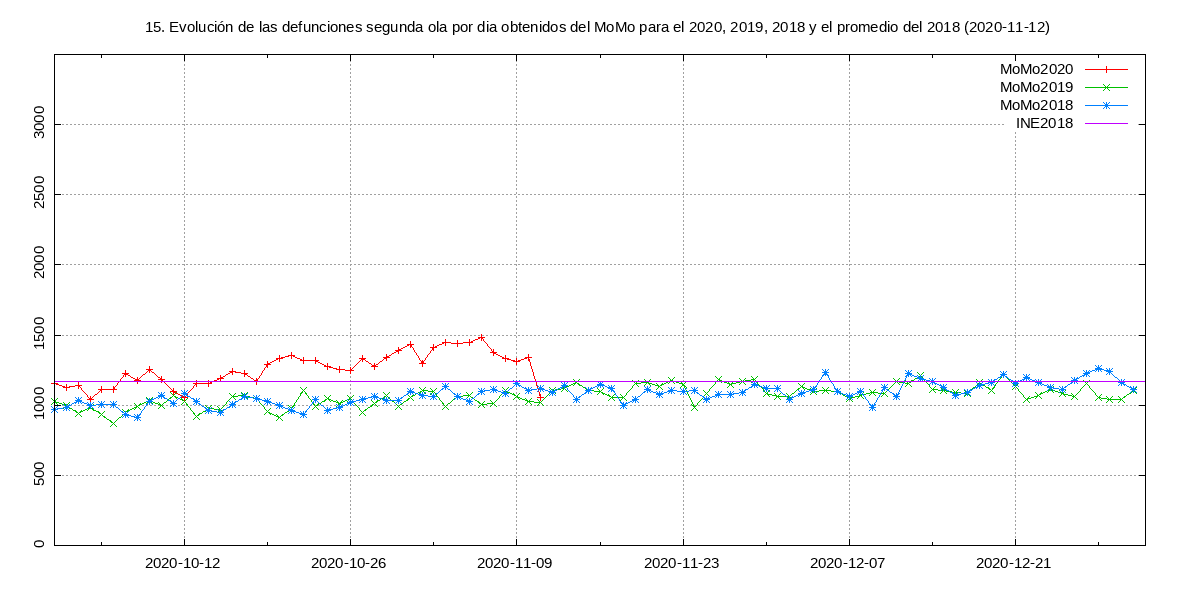 15. Evolución de las defunciones segunda ola por dia obtenidos del MoMo para el 2020, 2019, 2018 y el promedio del 2018 (2020-11-12)
MoMo2020
MoMo2019
MoMo2018
INE2018
3000
2500
2000
1500
1000
500
0
2020-10-12
2020-10-26
2020-11-09
2020-11-23
2020-12-07
2020-12-21